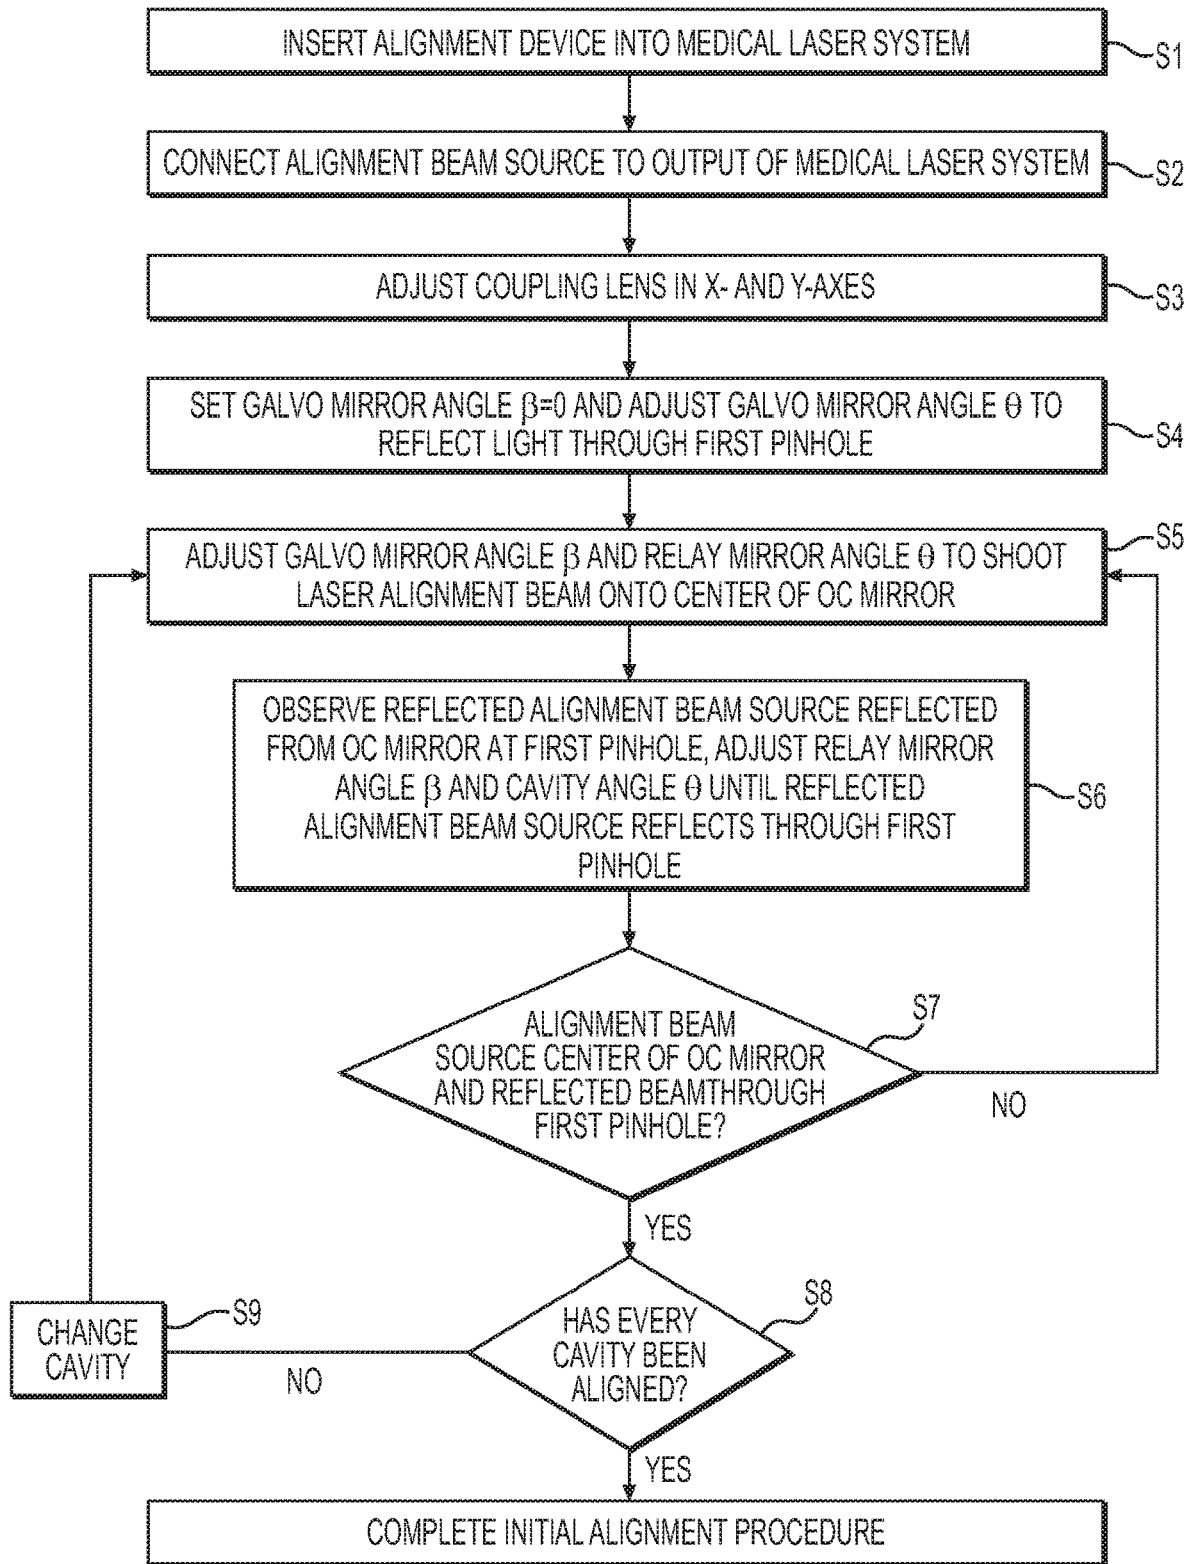 INSERT ALIGNMENT DEVICE INTO MEDICAL LASER SYSTEM
S1
CONNECT ALIGNMENT BEAM SOURCE TO OUTPUT OF MEDICAL LASER SYSTEM
S2
ADJUST COUPLING LENS IN X- AND Y-AXES
S3
SET GALVO MIRROR ANGLE β=0 AND ADJUST GALVO MIRROR ANGLE θ TO
REFLECT LIGHT THROUGH FIRST PINHOLE
S4
ADJUST GALVO MIRROR ANGLE β AND RELAY MIRROR ANGLE θ TO SHOOT
LASER ALIGNMENT BEAM ONTO CENTER OF OC MIRROR
S5
OBSERVE REFLECTED ALIGNMENT BEAM SOURCE REFLECTED
FROM OC MIRROR AT FIRST PINHOLE, ADJUST RELAY MIRROR
ANGLE β AND CAVITY ANGLE θ UNTIL REFLECTED
ALIGNMENT BEAM SOURCE REFLECTS THROUGH FIRST
PINHOLE
S6
ALIGNMENT BEAM
SOURCE CENTER OF OC MIRROR
AND REFLECTED BEAMTHROUGH
FIRST PINHOLE?
S7
NO
YES
HAS EVERY
CAVITY BEEN
ALIGNED?
S8
NO
CHANGE
CAVITY
S9
YES
COMPLETE INITIAL ALIGNMENT PROCEDURE